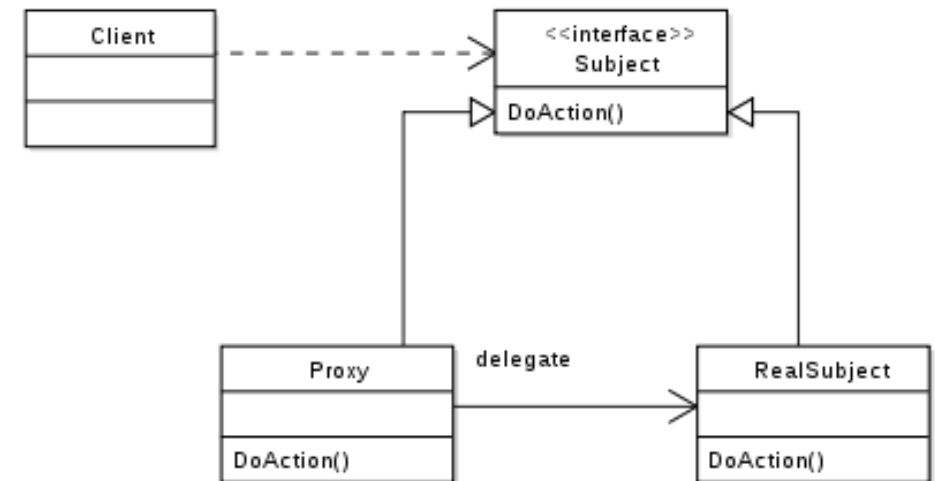 Client
<<interface>>
Subject
DoAction()
delegate
Proxy
RealSubject
DoAction()
DoAction()